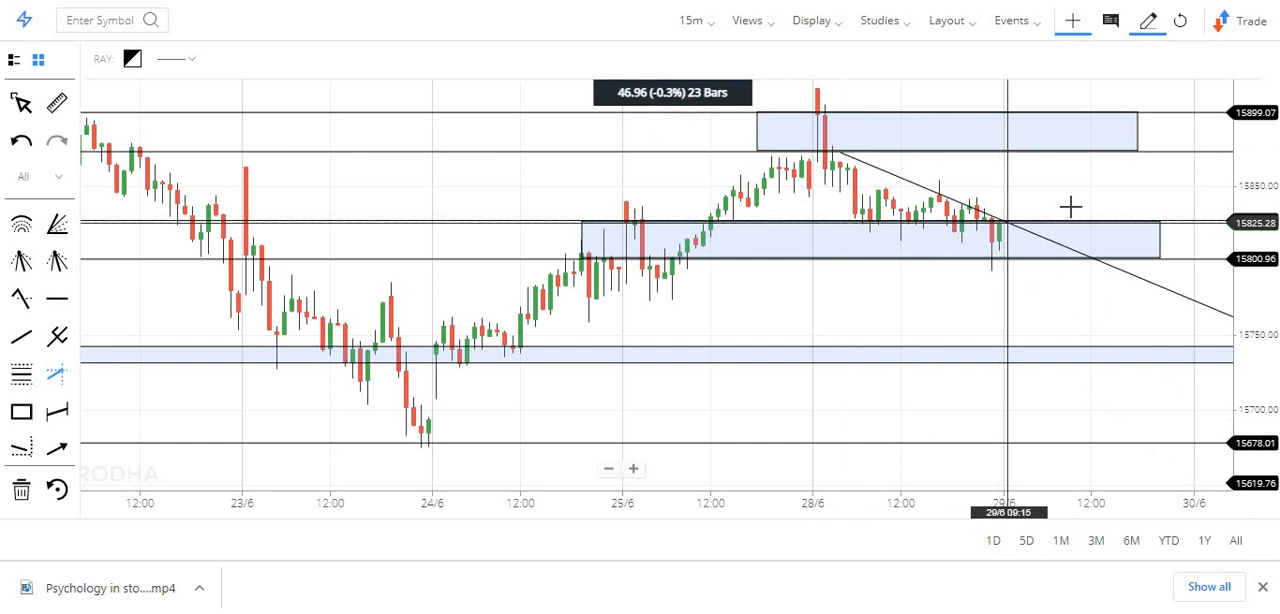 Enter Symbol 15m Views Display Studies Layout Events Trade
RAY:
46.96 (-0.3%) 23 Bars
15899.07
All
15850.00
15825.28
15800.96
15750.00
15700.00
15678.01
RODHA
15619.76
12:00 23/6 12:00 24/6 12:00 25/6 12:00 28/6 12:00 29/6 12:00 30/6
29/6 09:15
1D 5D 1M 3M 6M YTD 1Y All
Psychology in sto....mp4 Show all